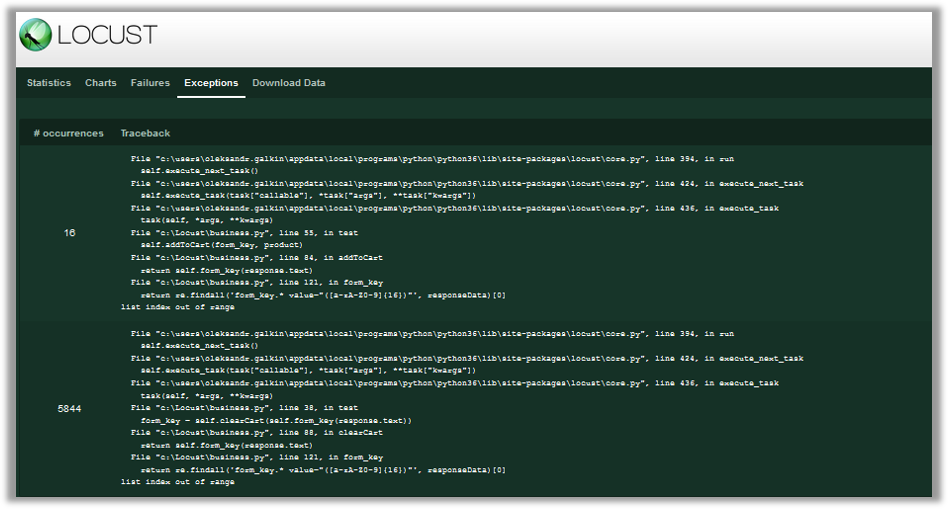 LOCUST
Statistics Charts Failures Exceptions Download Data
# occurrences Traceback
File "c:\users\oleksandr.galkin\appdata\local\programs\python\python36\lib\site-packages\locust\core.py", line 394, in run
self.execute_next_task()
File "c:\users\oleksandr.galkin\appdata\local\programs\python\python36\lib\site-packages\locust\core.py", line 424, in execute_next_task
self.execute_task(task["callable"], *task["args"], **task["kwargs"])
File "c:\users\oleksandr.galkin\appdata\local\programs\python\python36\lib\site-packages\locust\core.py", line 436, in execute_task
task(self, *args, **kwargs)
16
File "c:\Locust\business.py", line 55, in test
self.addToCart(form_key, product)
File "c:\Locust\business.py", line 84, in addToCart
return self.form_key(response.text)
File "c:\Locust\business.py", line 121, in form_key
return re.findall('form_key.* value="([a-zA-Z0-9]{16})"', responseData)[0]
list index out of range
File "c:\users\oleksandr.galkin\appdata\local\programs\python\python36\lib\site-packages\locust\core.py", line 394, in run
self.execute_next_task()
File "c:\users\oleksandr.galkin\appdata\local\programs\python\python36\lib\site-packages\locust\core.py", line 424, in execute_next_task
self.execute_task(task["callable"], *task["args"], **task["kwargs"])
File "c:\users\oleksandr.galkin\appdata\local\programs\python\python36\lib\site-packages\locust\core.py", line 436, in execute_task
task(self, *args, **kwargs)
5844
File "c:\Locust\business.py", line 38, in test
form_key = self.clearCart(self.form_key(response.text))
File "c:\Locust\business.py", line 88, in clearCart
return self.form_key(response.text)
File "c:\Locust\business.py", line 121, in form_key
return re.findall('form_key.* value="([a-zA-Z0-9]{16})"', responseData)[0]
list index out of range